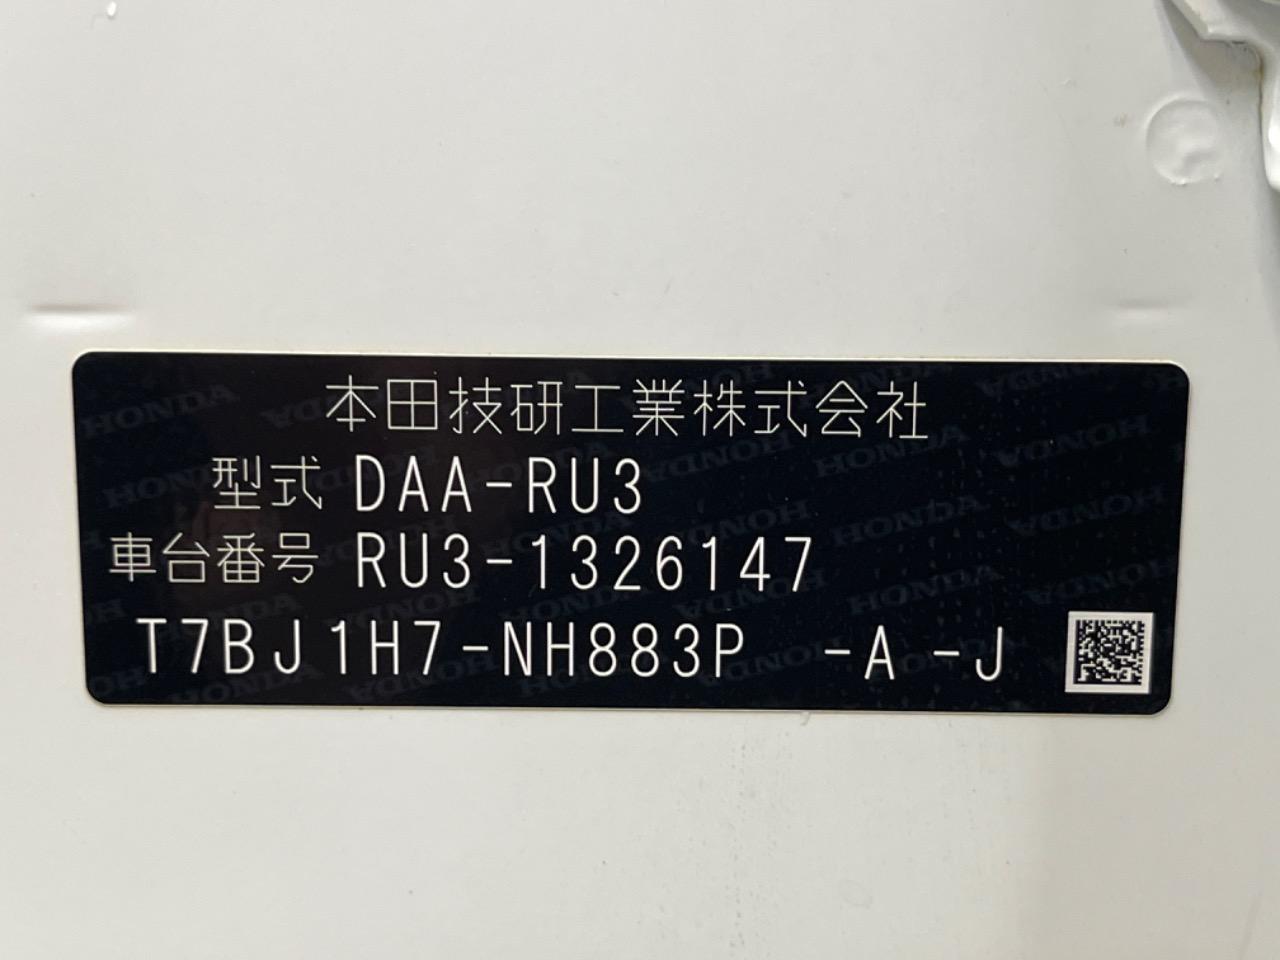 本田技研工業株式会社
型式 DAA-RU3
車台番号 RU3-1326147
T7BJ1H7-NH883P -A -J